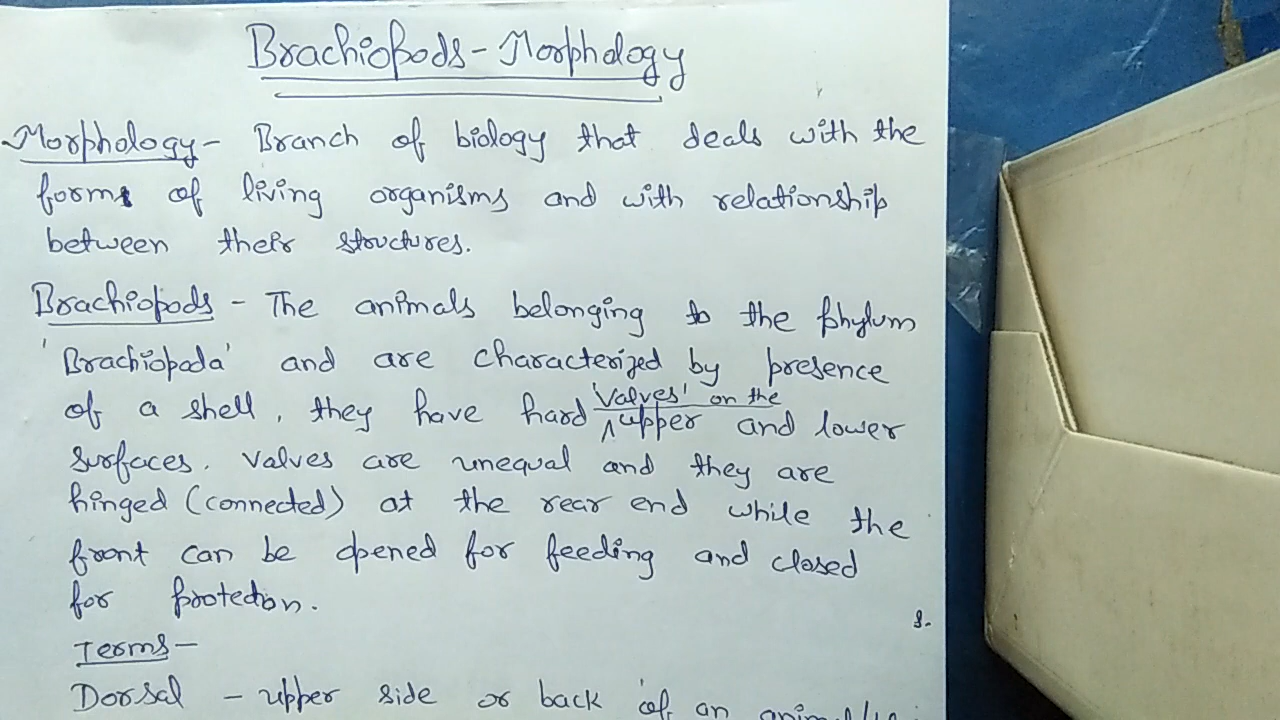 Brachiopods - Morphology
Morphology - Branch of biology that deals with the
forms of living organisms and with relationship
between their structures.
Brachiopods - The animals belonging to the phylum
'Brachiopoda' and are characterized by presence
of a shell, they have hard 'valves' on the upper and lower
surfaces. Valves are unequal and they are
hinged (connected) at the rear end while the
front can be opened for feeding and closed
for protection.
Terms -
Dorsal - upper side or back of an